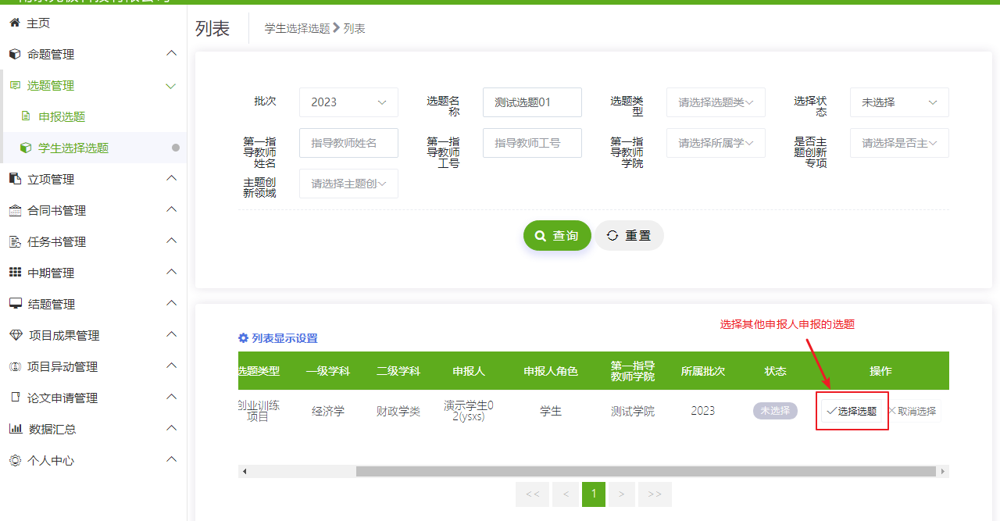 主页
命题管理
选题管理
申报选题
学生选择选题
立项管理
合同书管理
任务书管理
中期管理
结题管理
项目成果管理
项目异动管理
论文申请管理
数据汇总
个人中心
列表
学生选择选题 列表
批次 2023
选题名称 测试选题01
选题类型 请选择选题类
选择状态 未选择
第一指导教师姓名 指导教师姓名
第一指导教师工号 指导教师工号
第一指导教师学院 请选择所属学
是否主题创新专项 请选择是否主
主题创新领域 请选择主题创
查询 重置
选择其他申报人申报的选题
列表显示设置
选题类型 一级学科 二级学科 申报人 申报人角色 第一指导教师学院 所属批次 状态 操作
创业训练项目 经济学 财政学类 演示学生02(ysxs) 学生 测试学院 2023 未选择 选择选题 取消选择
<< < 1 > >>